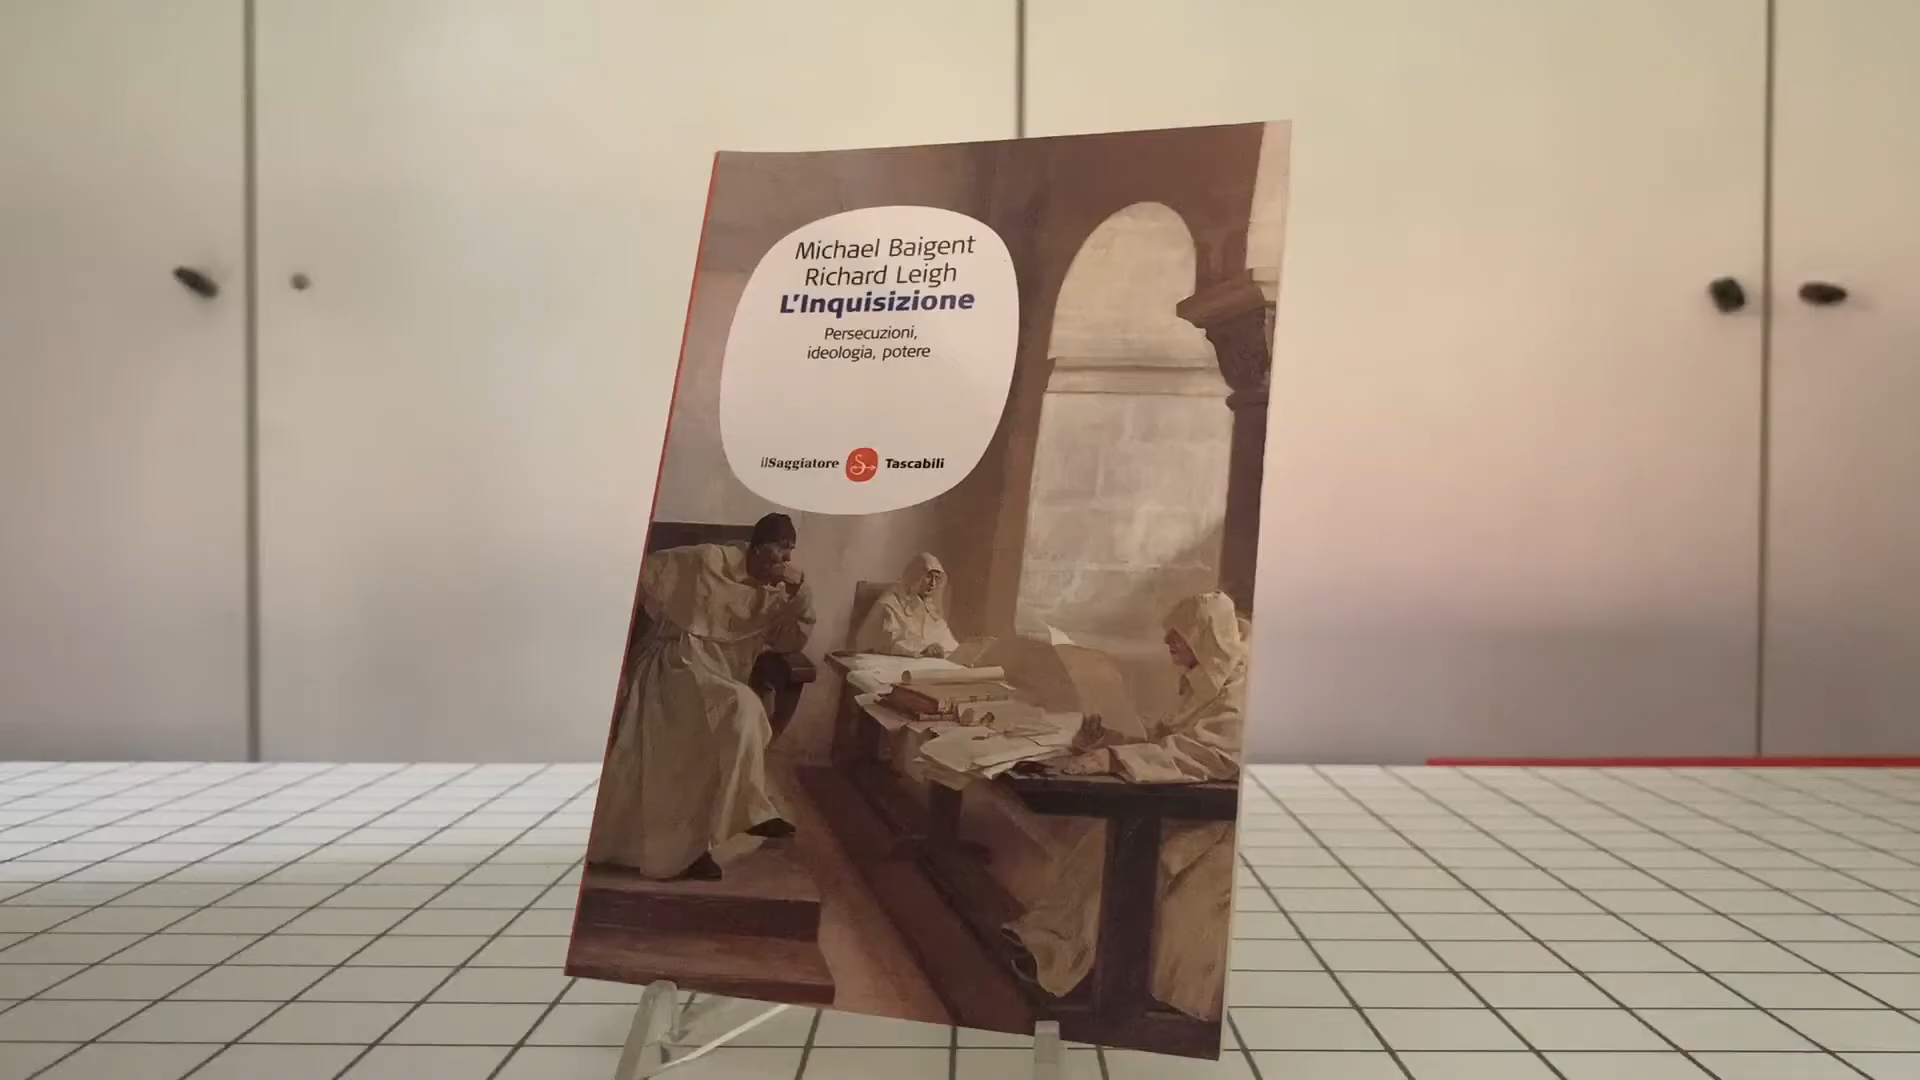 Michael Baigent
Richard Leigh
L'Inquisizione
Persecuzioni,
ideologia, potere
ilSaggiatore Tascabili